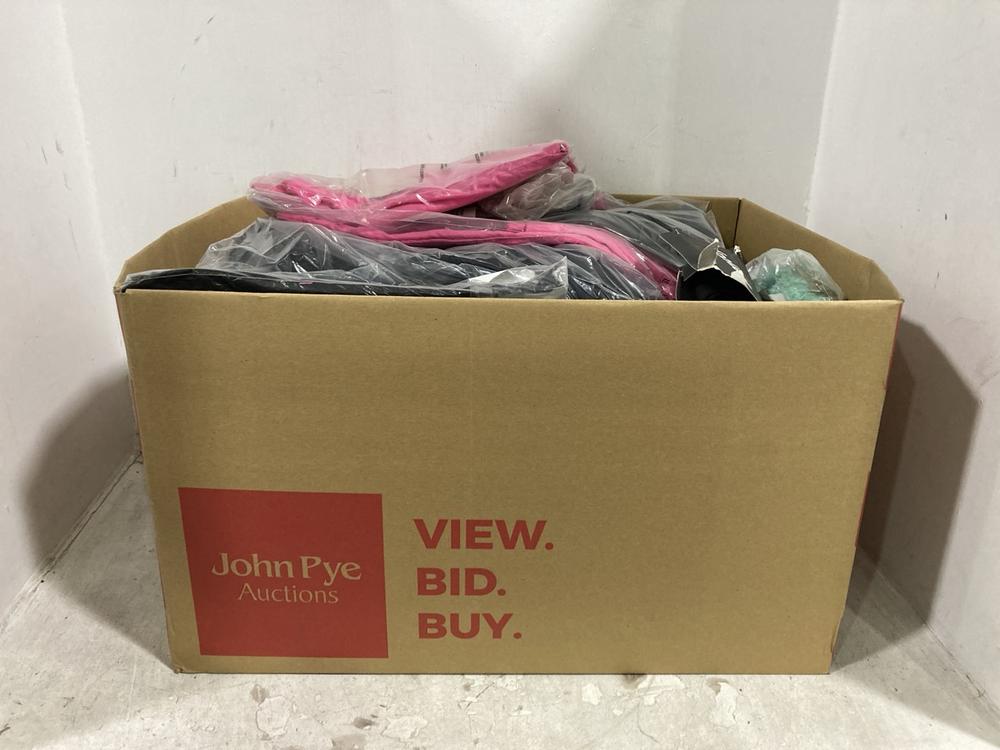 John Pye
Auctions
VIEW.
BID.
BUY.